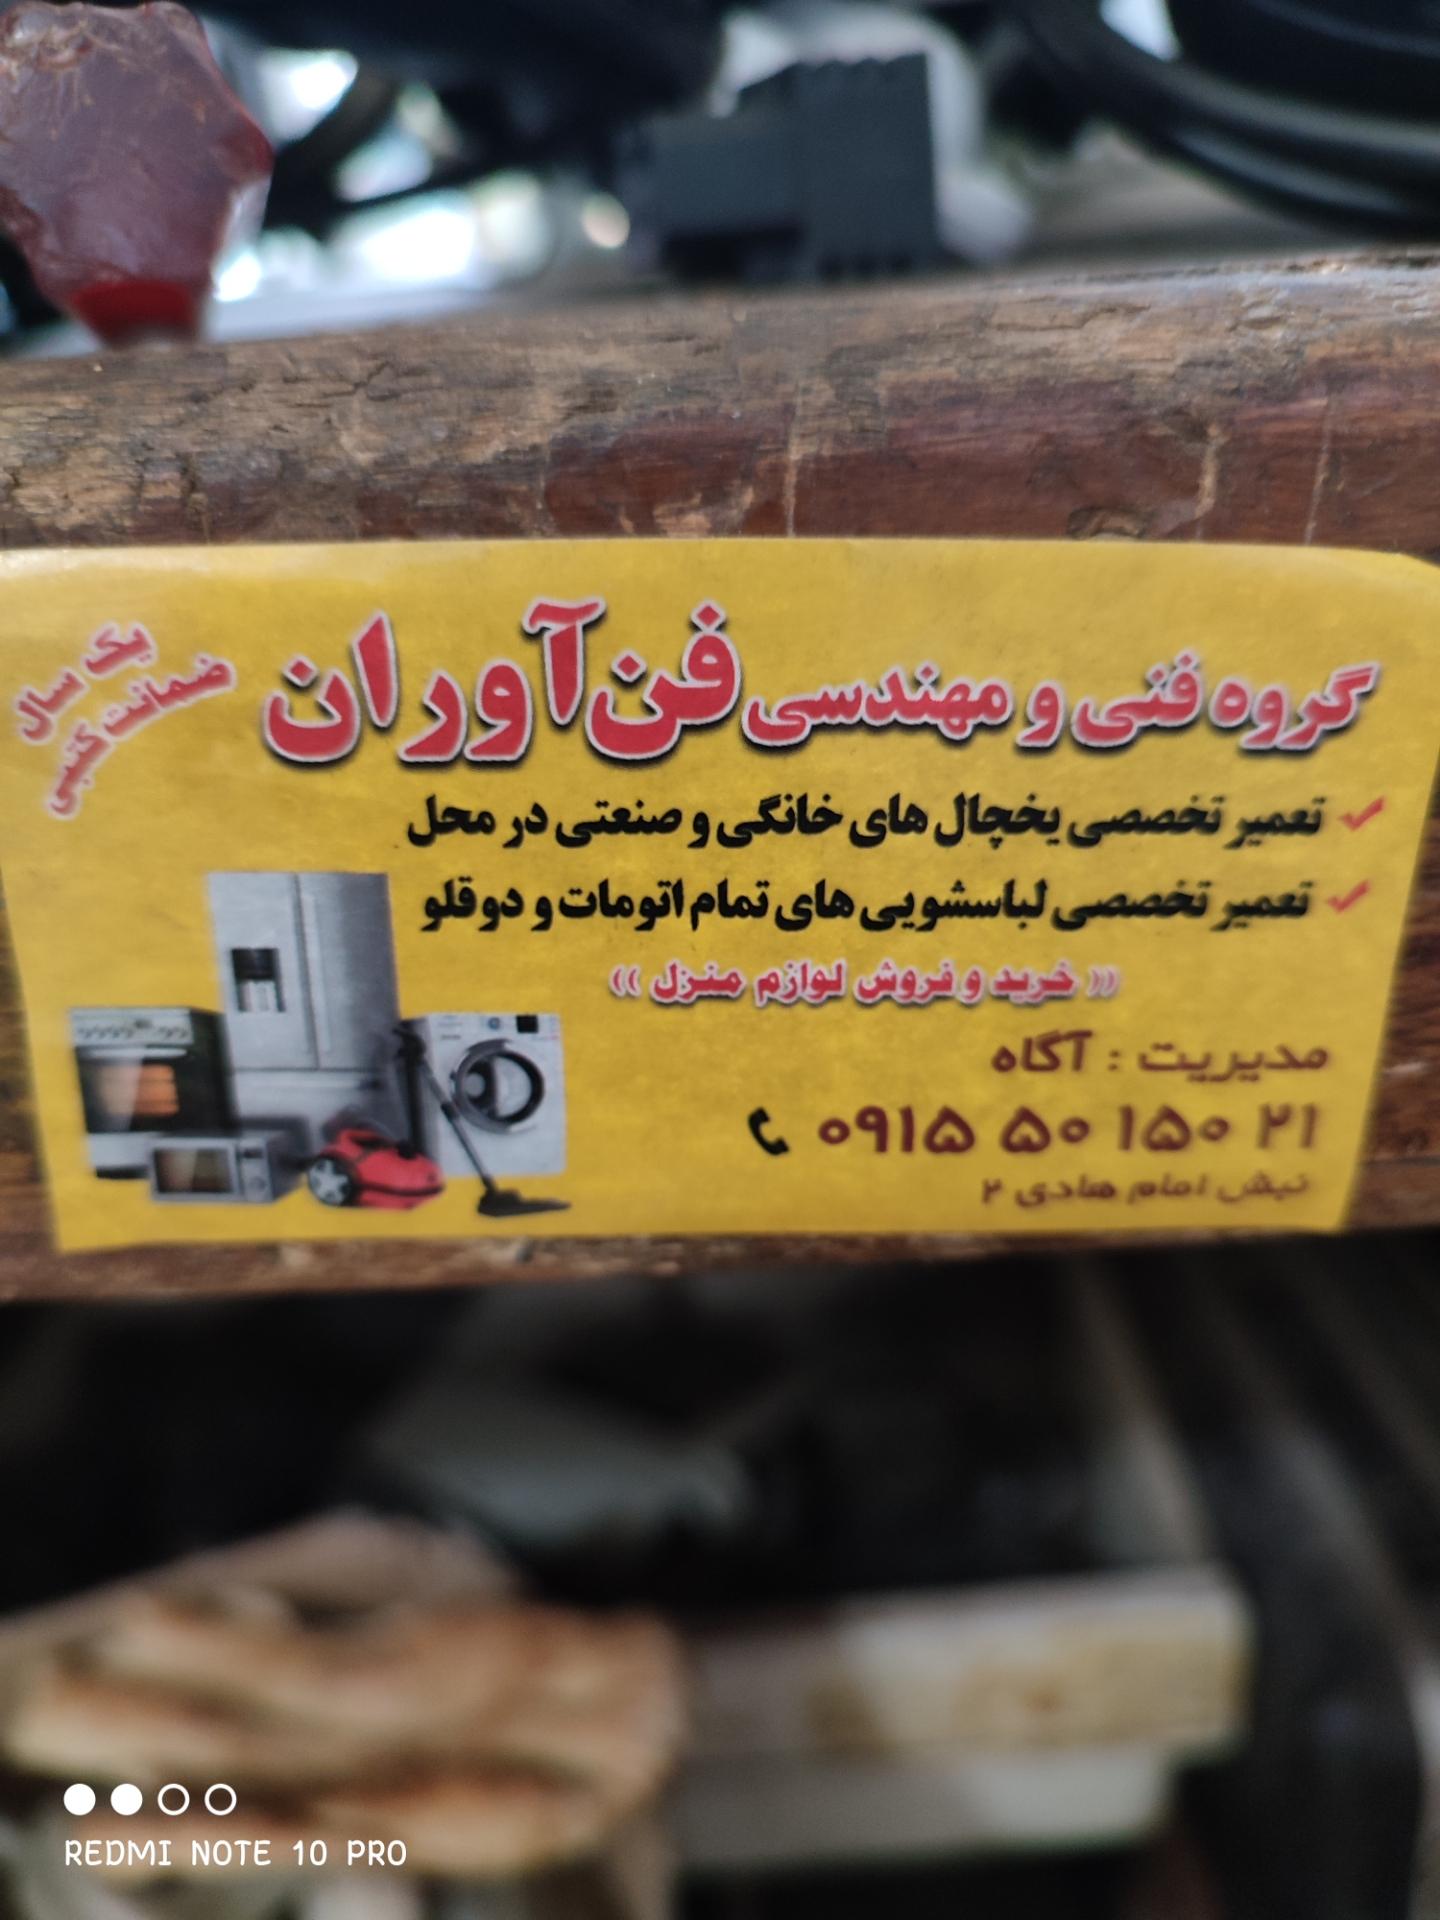 گروه فنی و مهندسی فن‌آوران
یک سال
ضمانت کتبی
تعمیر تخصصی یخچال های خانگی و صنعتی در محل
تعمیر تخصصی لباسشویی های تمام اتومات و دوقلو
(( خرید و فروش لوازم منزل ))
مدیریت : آگاه
۰۹۱۵ ۵۰ ۱۵۰ ۲۱
نبش امام هادی ۲
REDMI NOTE 10 PRO